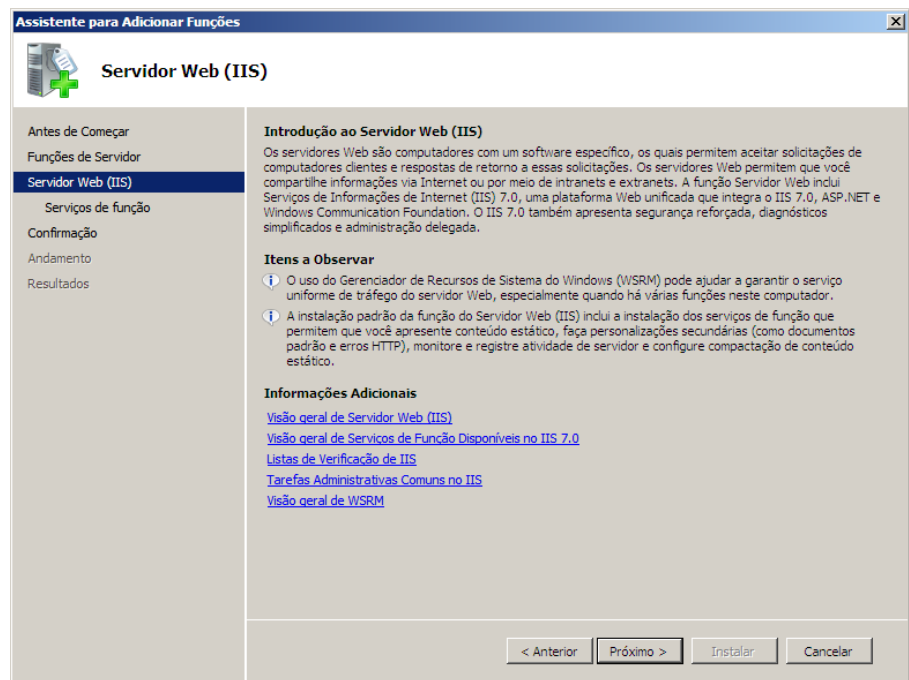 Assistente para Adicionar Funções
Servidor Web (IIS)
Antes de Começar
Funções de Servidor
Servidor Web (IIS)
Serviços de função
Confirmação
Andamento
Resultados
Introdução ao Servidor Web (IIS)
Os servidores Web são computadores com um software específico, os quais permitem aceitar solicitações de
computadores clientes e respostas de retorno a essas solicitações. Os servidores Web permitem que você
compartilhe informações via Internet ou por meio de intranets e extranets. A função Servidor Web inclui
Serviços de Informações de Internet (IIS) 7.0, uma plataforma Web unificada que integra o IIS 7.0, ASP.NET e
Windows Communication Foundation. O IIS 7.0 também apresenta segurança reforçada, diagnósticos
simplificados e administração delegada.
Itens a Observar
O uso do Gerenciador de Recursos de Sistema do Windows (WSRM) pode ajudar a garantir o serviço
uniforme de tráfego do servidor Web, especialmente quando há várias funções neste computador.
A instalação padrão da função do Servidor Web (IIS) inclui a instalação dos serviços de função que
permitem que você apresente conteúdo estático, faça personalizações secundárias (como documentos
padrão e erros HTTP), monitore e registre atividade de servidor e configure compactação de conteúdo
estático.
Informações Adicionais
Visão geral de Servidor Web (IIS)
Visão geral de Serviços de Função Disponíveis no IIS 7.0
Listas de Verificação de IIS
Tarefas Administrativas Comuns no IIS
Visão geral de WSRM
< Anterior
Próximo >
Instalar
Cancelar